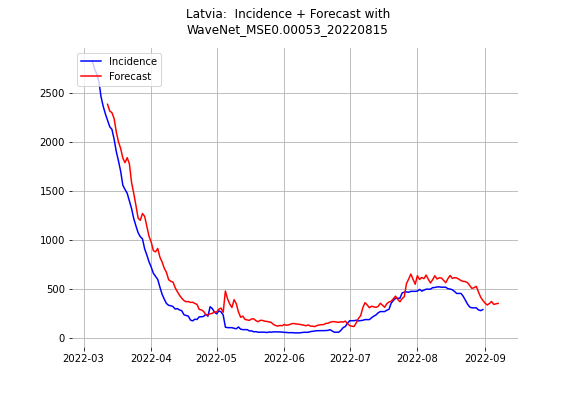 Latvia:  Incidence + Forecast with
WaveNet_MSE0.00053_20220815
Incidence
Forecast
2500
2000
1500
1000
500
0
2022-03 2022-04 2022-05 2022-06 2022-07 2022-08 2022-09